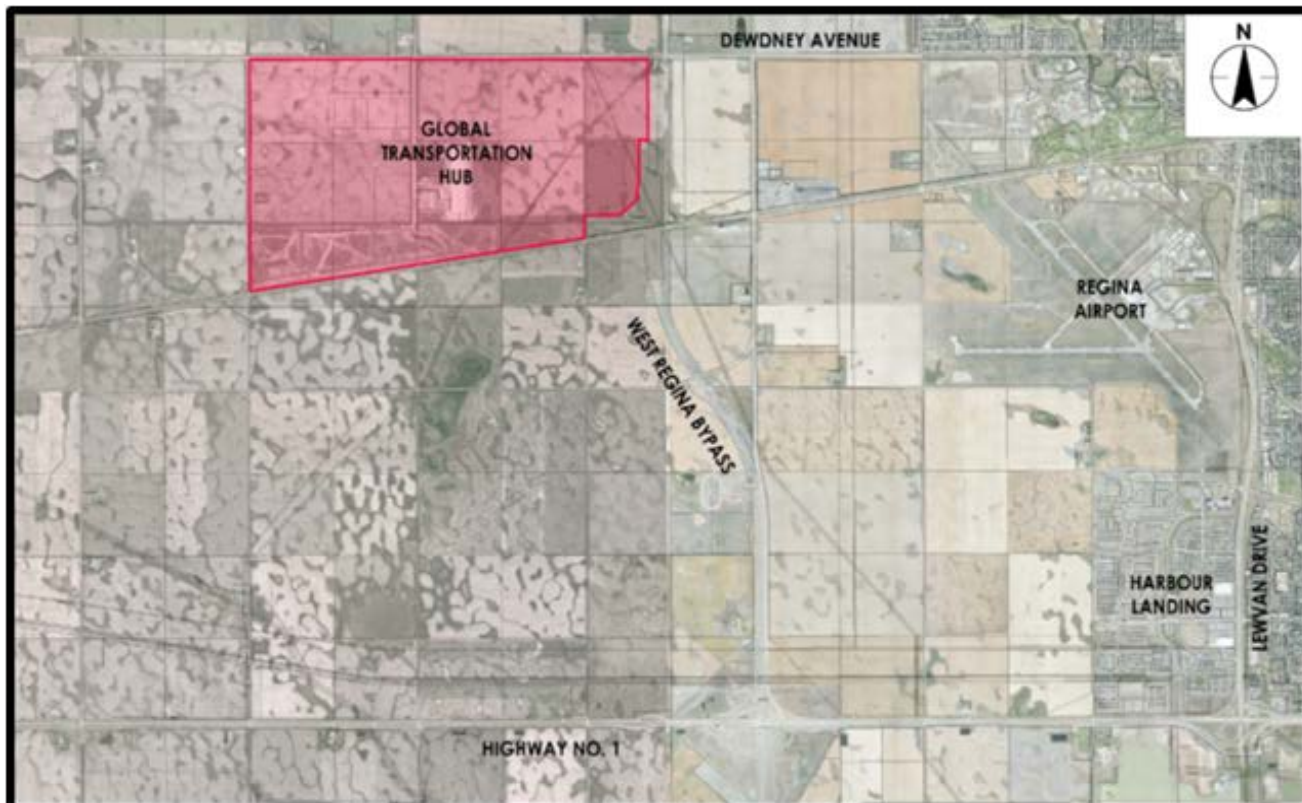 DEWDNEY AVENUE
N
GLOBAL
TRANSPORTATION
HUB
REGINA
AIRPORT
WEST REGINA BYPASS
HARBOUR
LANDING
LEWVAN DRIVE
HIGHWAY NO. 1